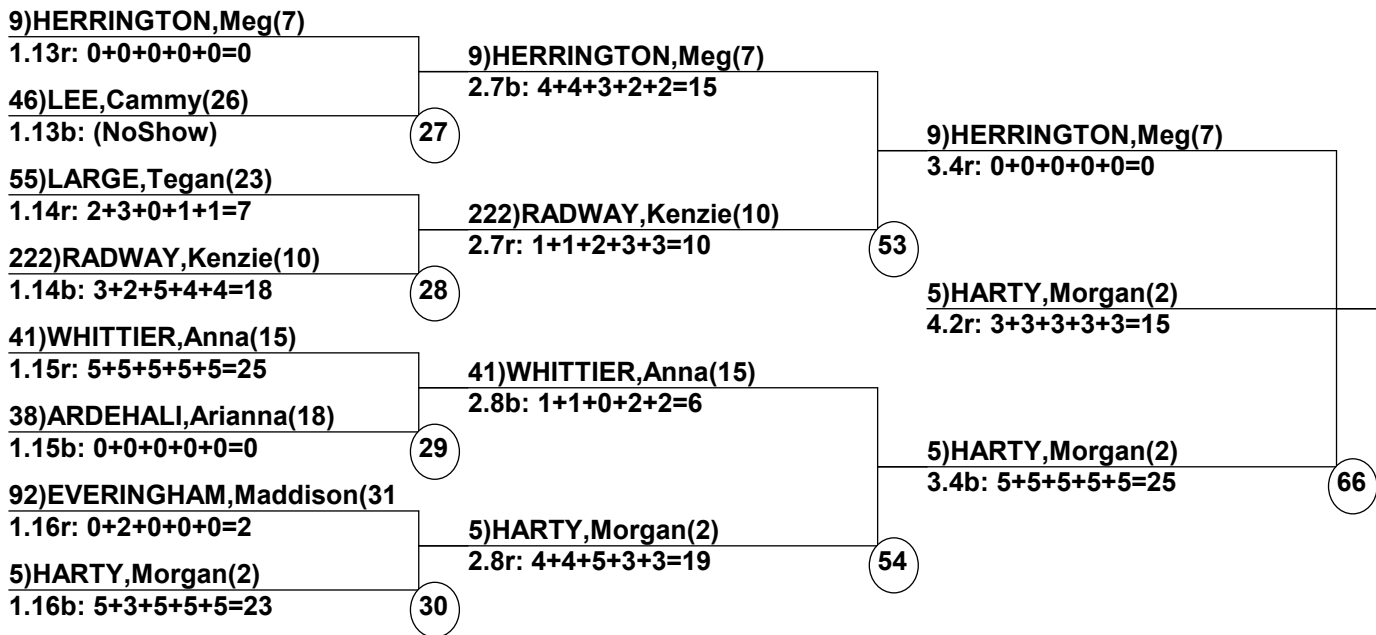 9)HERRINGTON,Meg(7)
1.13r: 0+0+0+0+0=0
46)LEE,Cammy(26)
1.13b: (NoShow)
27
55)LARGE,Tegan(23)
1.14r: 2+3+0+1+1=7
222)RADWAY,Kenzie(10)
1.14b: 3+2+5+4+4=18
28
41)WHITTIER,Anna(15)
1.15r: 5+5+5+5+5=25
38)ARDEHALI,Arianna(18)
1.15b: 0+0+0+0+0=0
29
92)EVERINGHAM,Maddison(31
1.16r: 0+2+0+0+0=2
5)HARTY,Morgan(2)
1.16b: 5+3+5+5+5=23
30
9)HERRINGTON,Meg(7)
2.7b: 4+4+3+2+2=15
222)RADWAY,Kenzie(10)
2.7r: 1+1+2+3+3=10
53
41)WHITTIER,Anna(15)
2.8b: 1+1+0+2+2=6
5)HARTY,Morgan(2)
2.8r: 4+4+5+3+3=19
54
9)HERRINGTON,Meg(7)
3.4r: 0+0+0+0+0=0
5)HARTY,Morgan(2)
4.2r: 3+3+3+3+3=15
5)HARTY,Morgan(2)
3.4b: 5+5+5+5+5=25
66